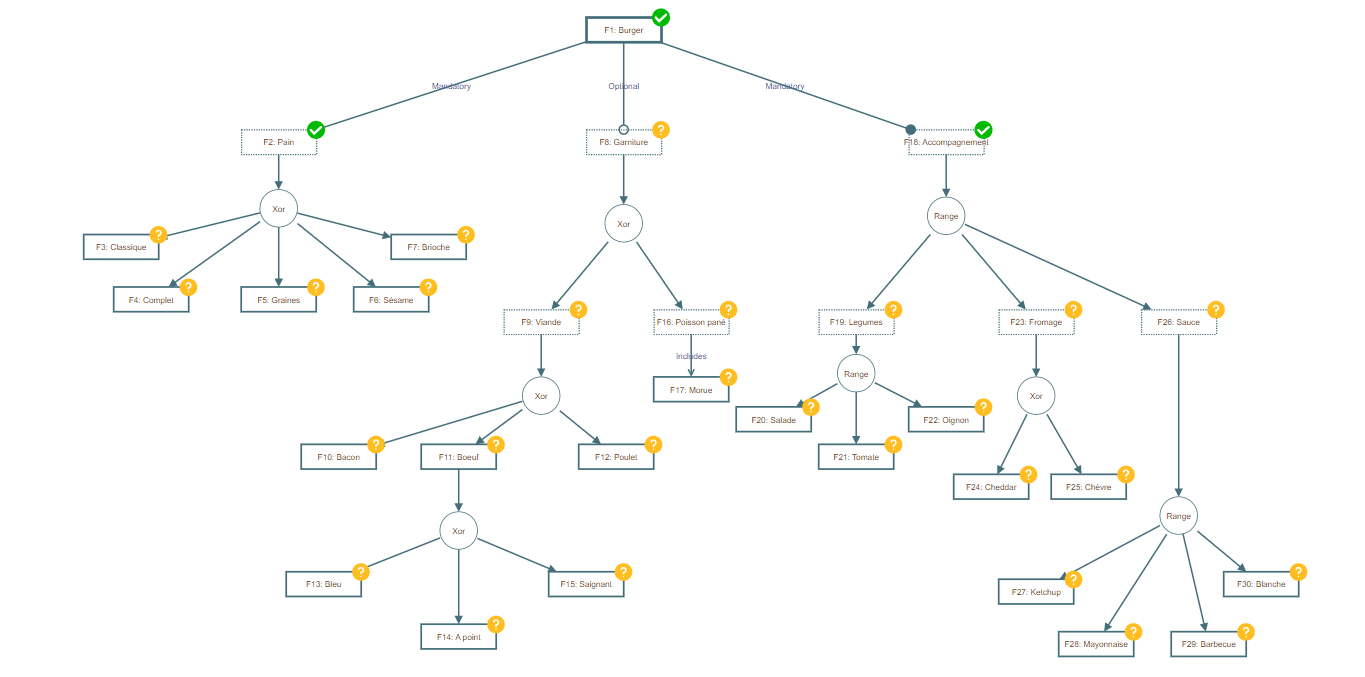 F1: Burger
Mandatory
Optional
Mandatory
F2: Pain
F8: Garniture
F18: Accompagnement
Xor
Xor
Range
F3: Classique
F7: Brioche
F4: Complet
F5: Graines
F6: Sésame
F9: Viande
F16: Poisson pané
F19: Legumes
F23: Fromage
F26: Sauce
Includes
Range
F17: Morue
Xor
Xor
F20: Salade
F22: Oignon
F10: Bacon
F11: Boeuf
F12: Poulet
F21: Tomate
F24: Cheddar
F25: Chèvre
Range
Xor
F13: Bleu
F15: Saignant
F30: Blanche
F27: Ketchup
F14: A point
F28: Mayonnaise
F29: Barbecue